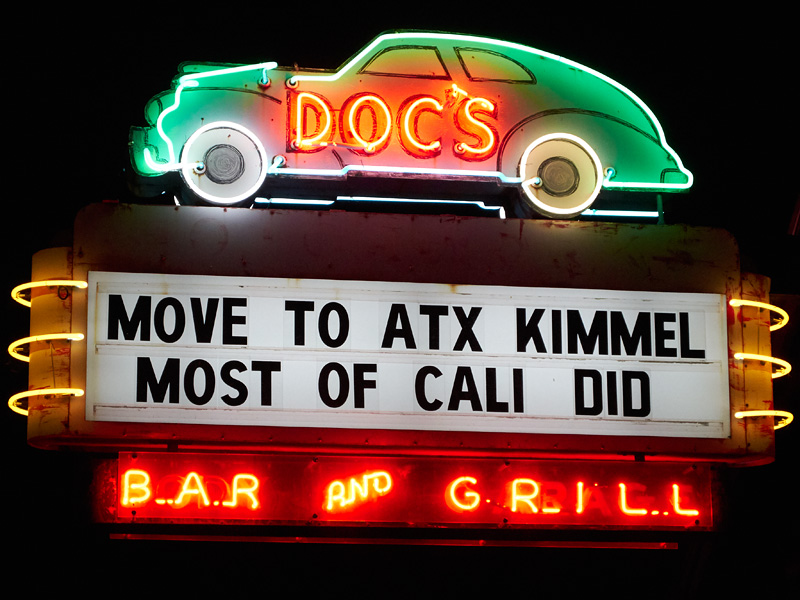 DOC'S
MOVE TO ATX KIMMEL
MOST OF CALI DID
BAR AND GRILL